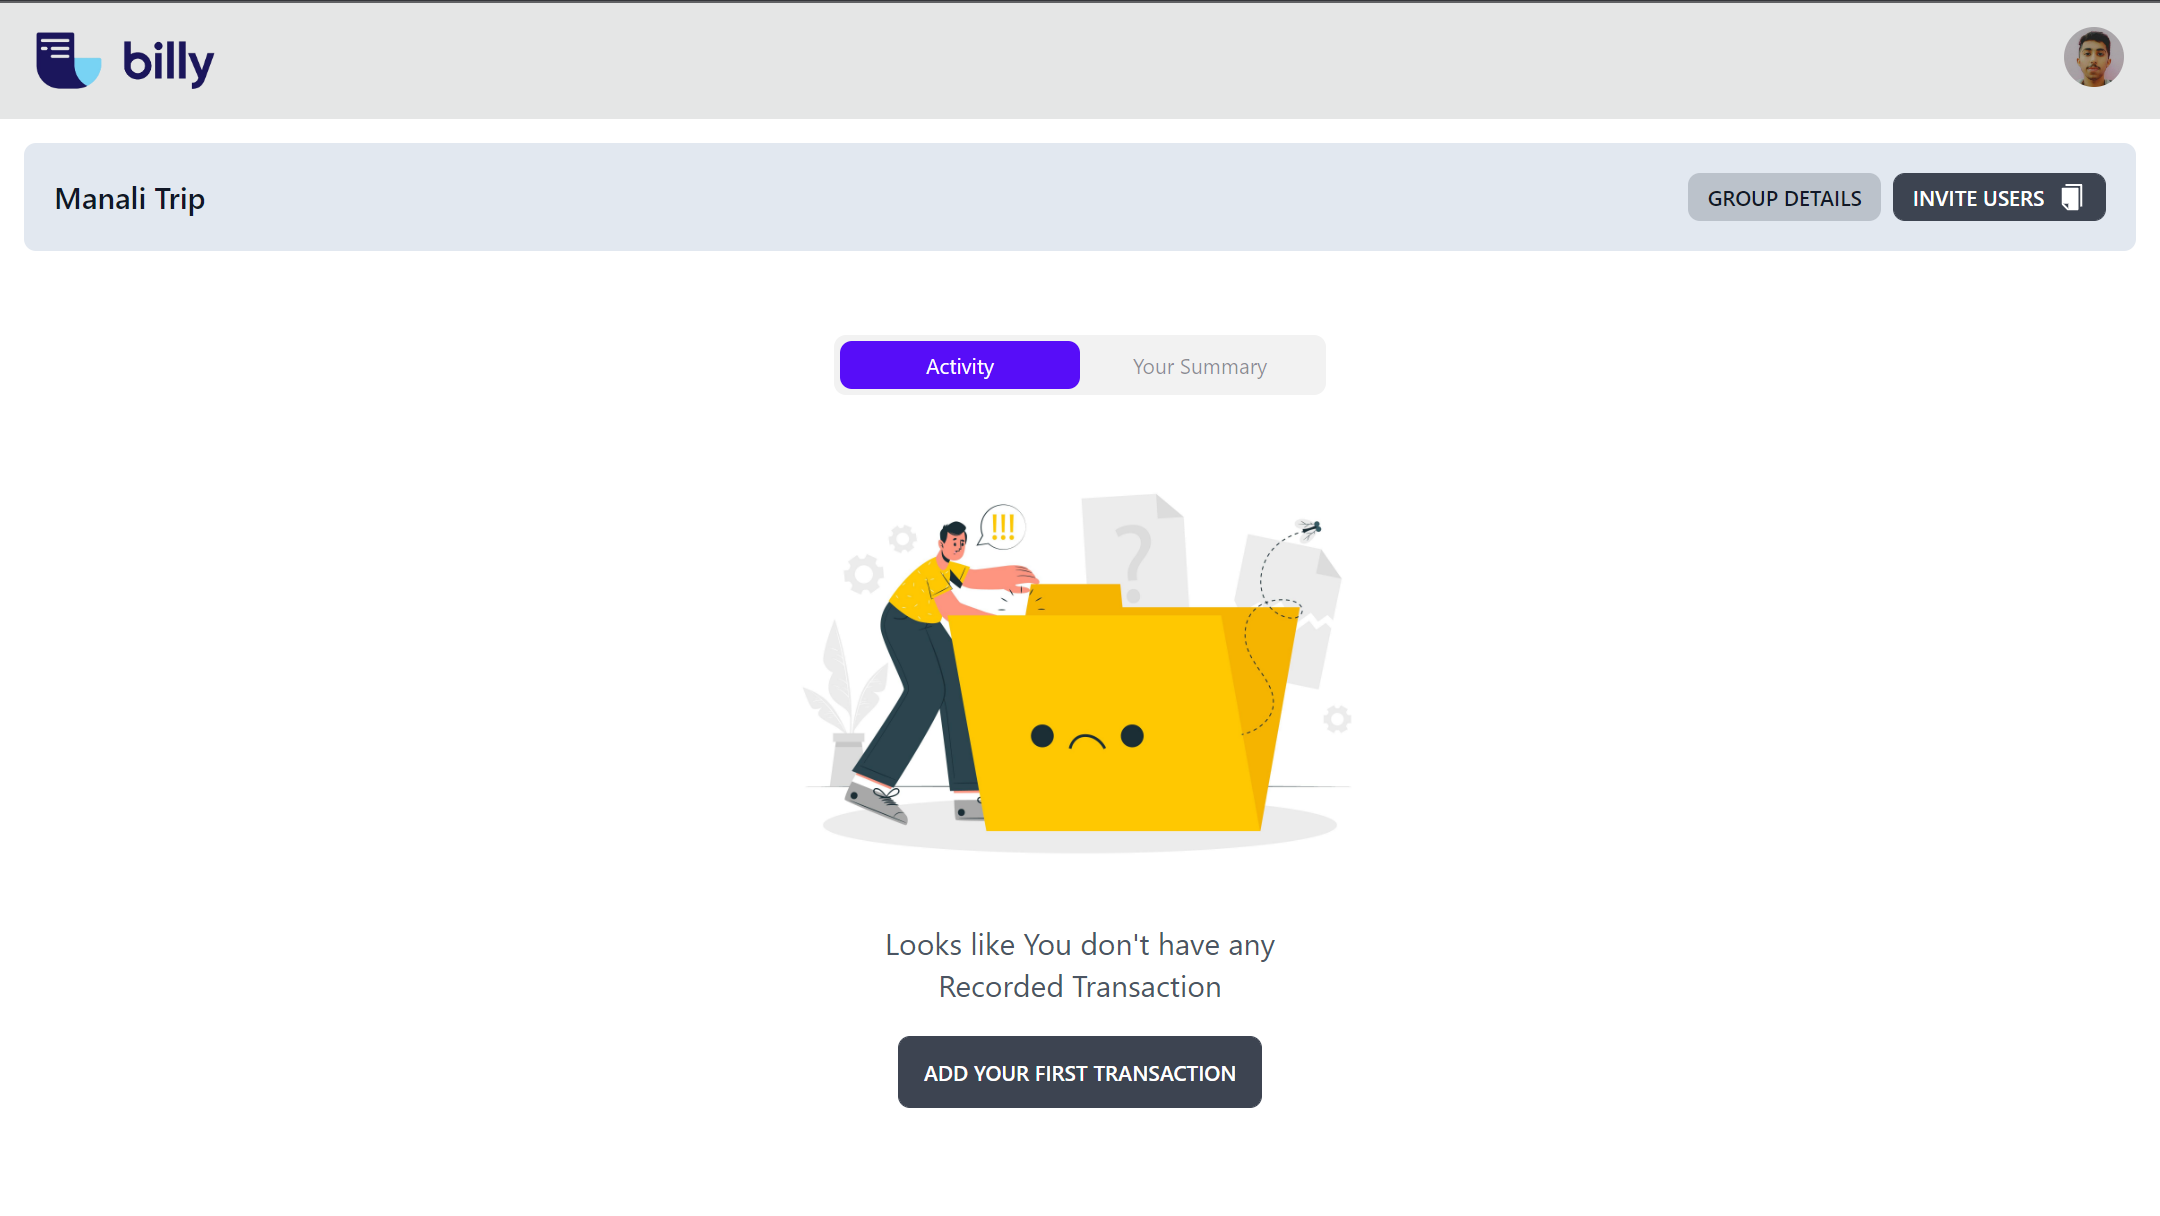 billy
Manali Trip
GROUP DETAILS
INVITE USERS
Activity
Your Summary
!!!
?
Looks like You don't have any
Recorded Transaction
ADD YOUR FIRST TRANSACTION